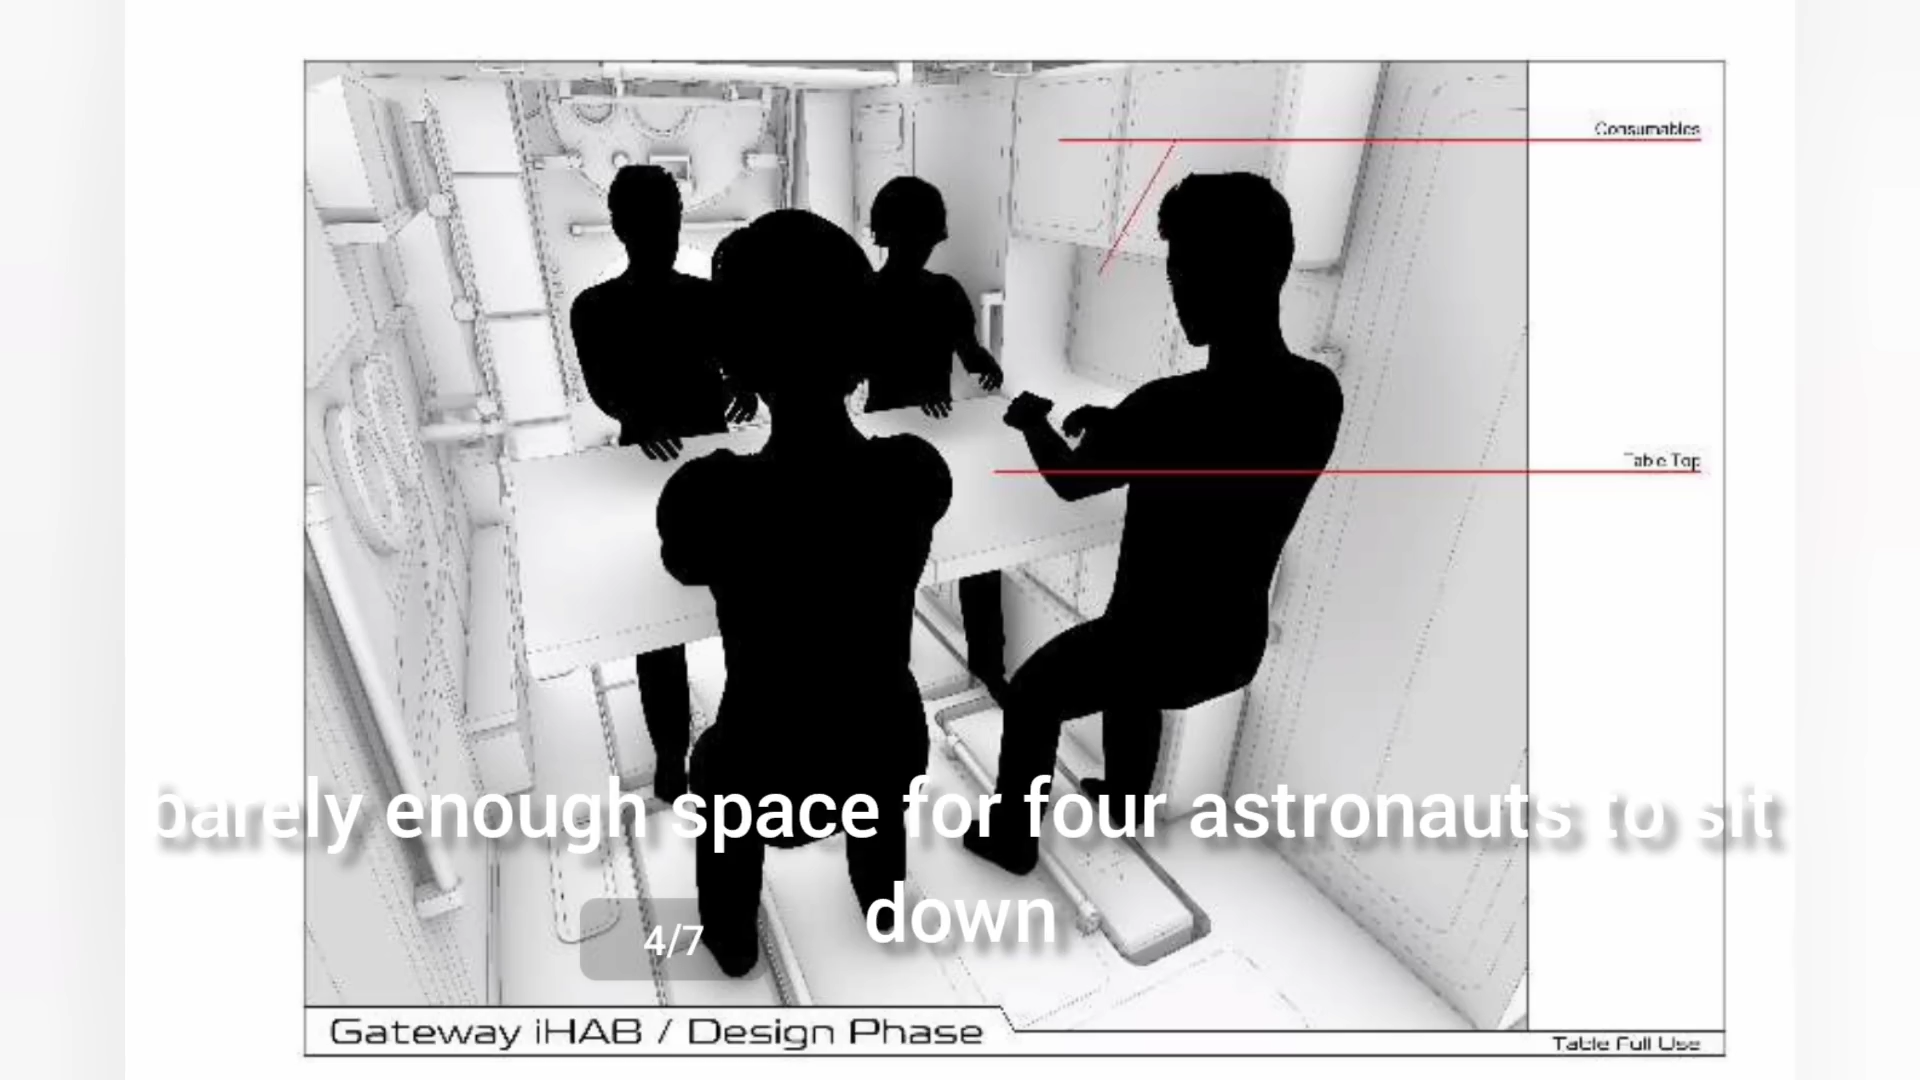 Consumables
Table Top
barely enough space for four astronauts to sit
down
4/7
Gateway iHAB / Design Phase
Table Full Use